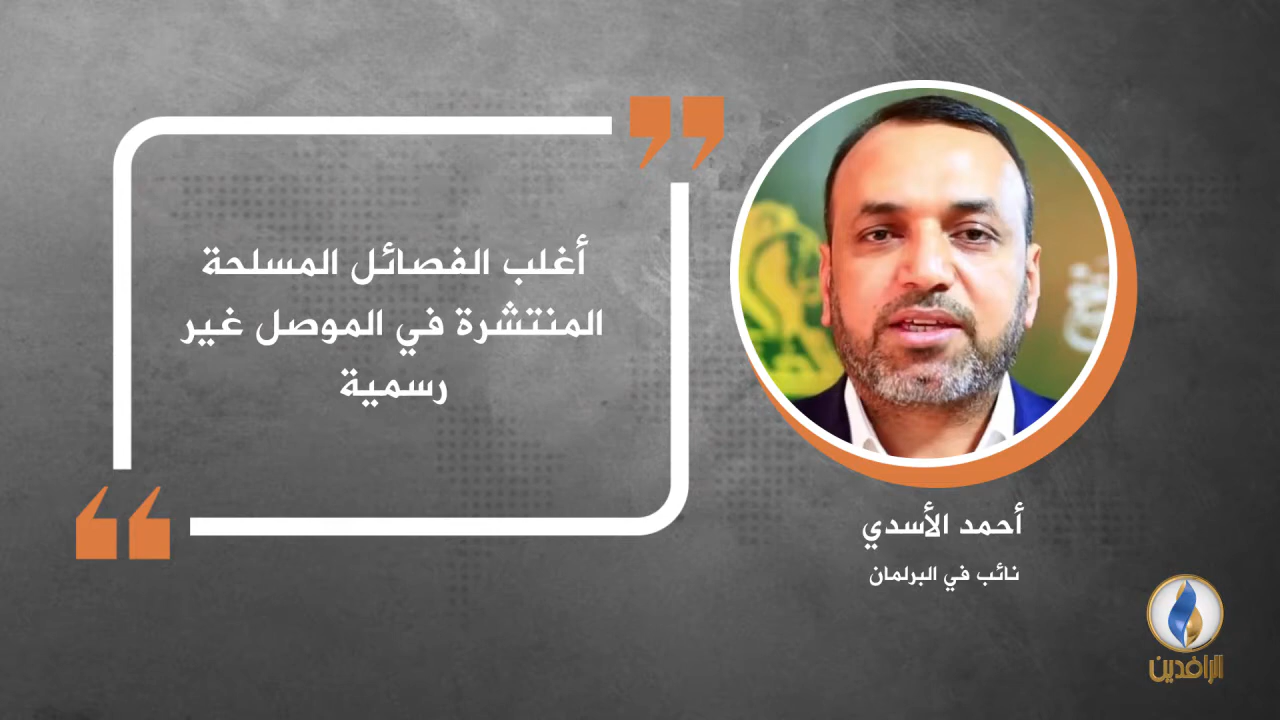 أغلب الفصائل المسلحة
المنتشرة في الموصل غير
رسمية
أحمد الأسدي
نائب في البرلمان
الرافدين